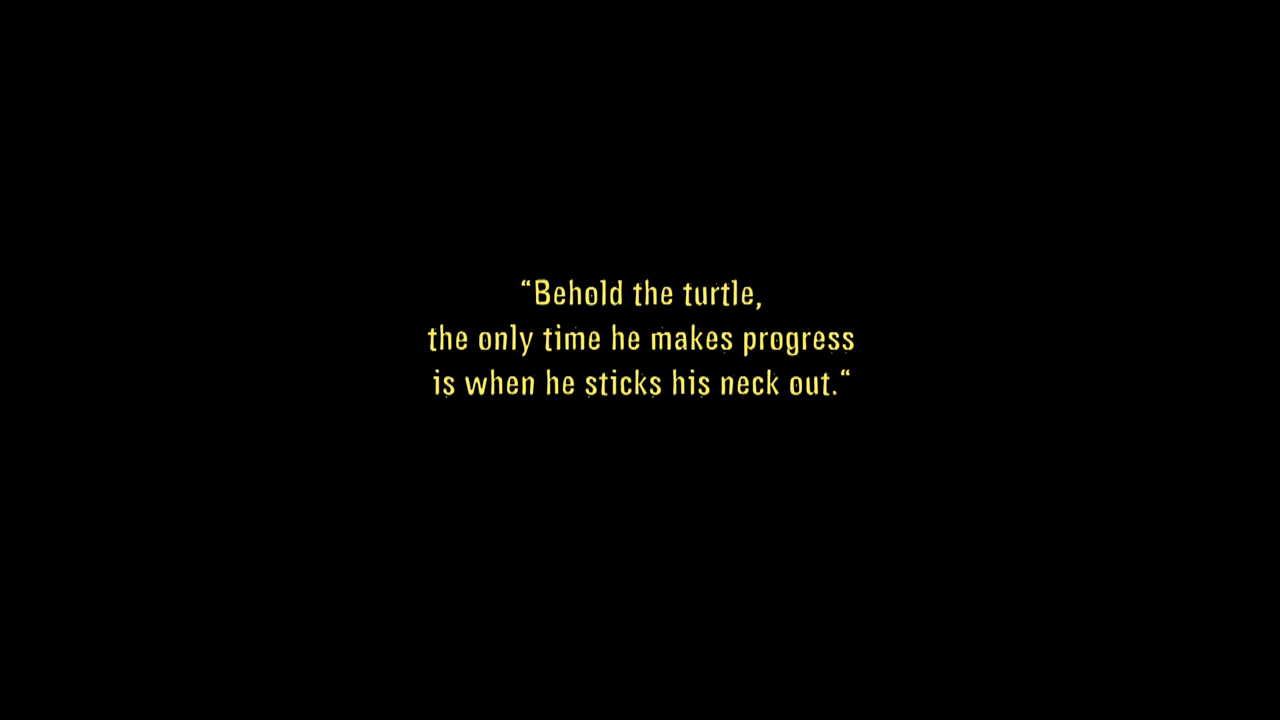 “Behold the turtle,
the only time he makes progress
is when he sticks his neck out.“